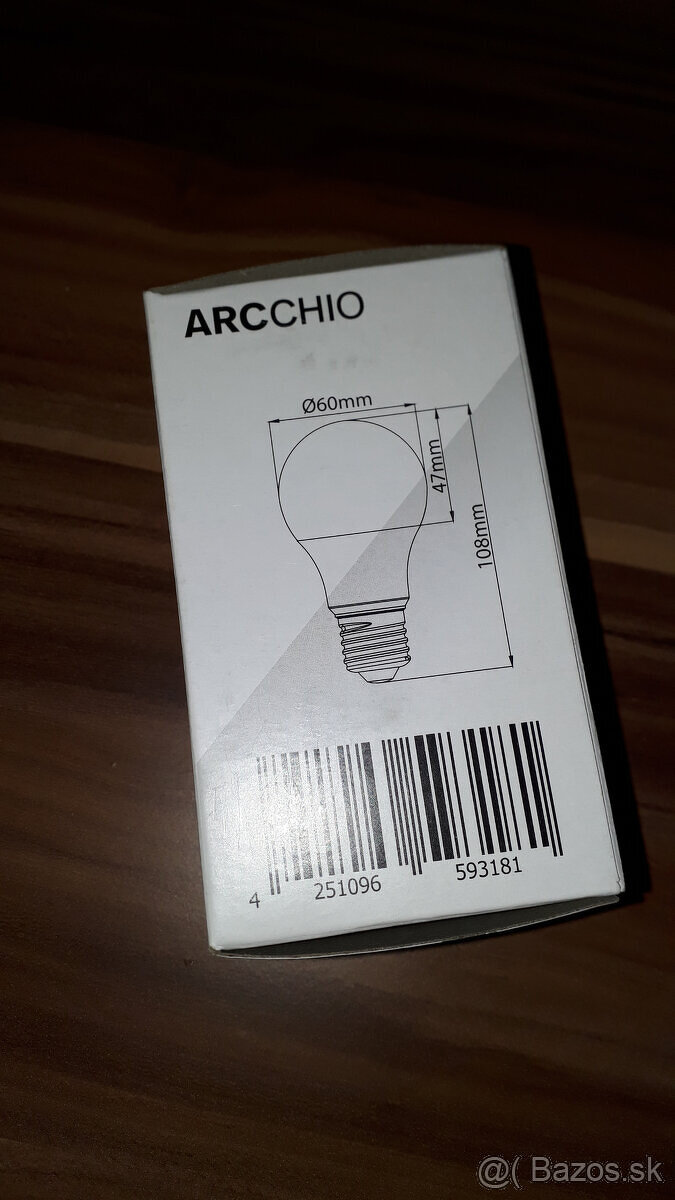 ARCCHIO
Ø60mm
47mm
108mm
4 251096 593181
@( Bazos.sk